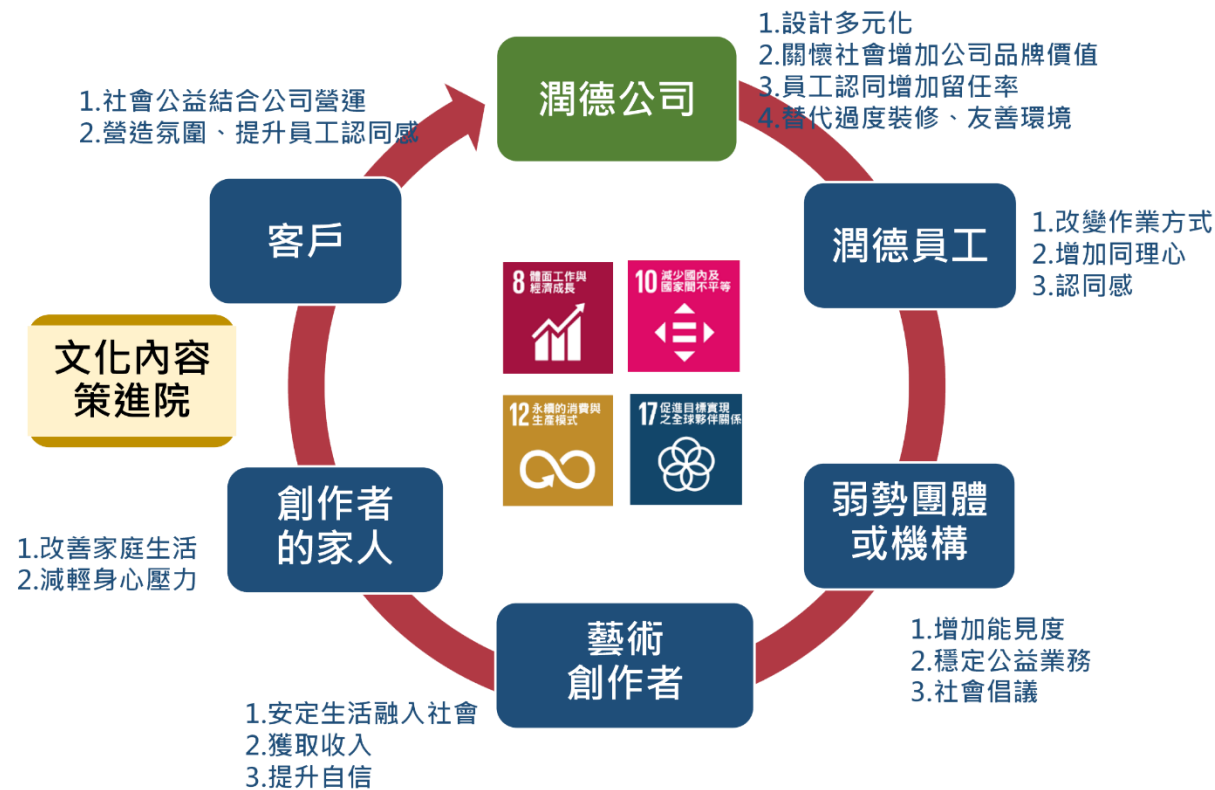 潤德公司
1.設計多元化
2.關懷社會增加公司品牌價值
3.員工認同增加留任率
4.替代過度裝修、友善環境
潤德員工
1.改變作業方式
2.增加同理心
3.認同感
弱勢團體
或機構
1.增加能見度
2.穩定公益業務
3.社會倡議
藝術
創作者
1.安定生活融入社會
2.獲取收入
3.提升自信
創作者
的家人
1.改善家庭生活
2.減輕身心壓力
文化內容
策進院
客戶
1.社會公益結合公司營運
2.營造氛圍、提升員工認同感
8 體面工作與
經濟成長
10 減少國內及
國家間不平等
12 永續的消費與
生產模式
17 促進目標實現
之全球夥伴關係